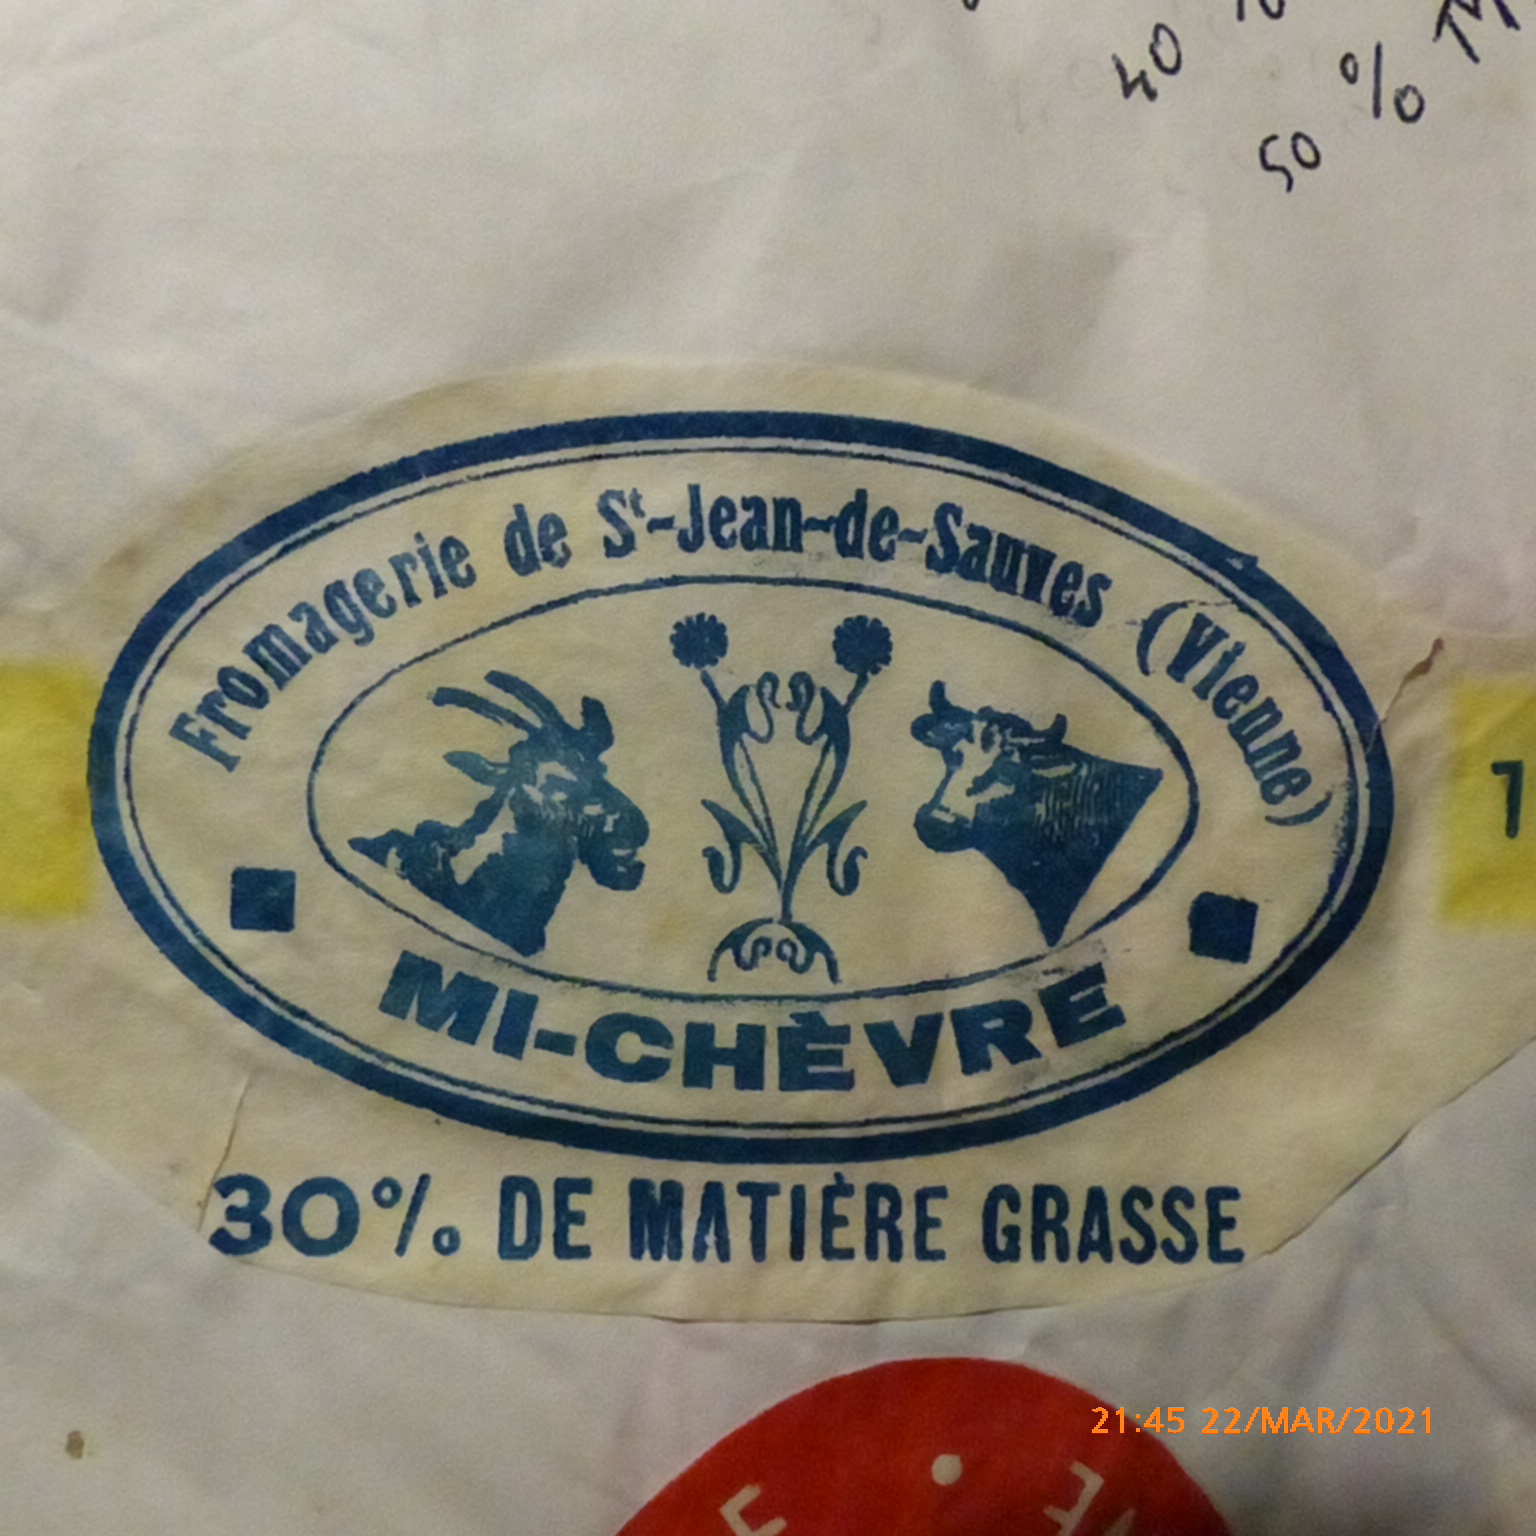 40 %
50 %
Fromagerie de St-Jean-de-Sauves (Vienne)
MI-CHÈVRE
30% DE MATIÈRE GRASSE
1
21:45 22/MAR/2021